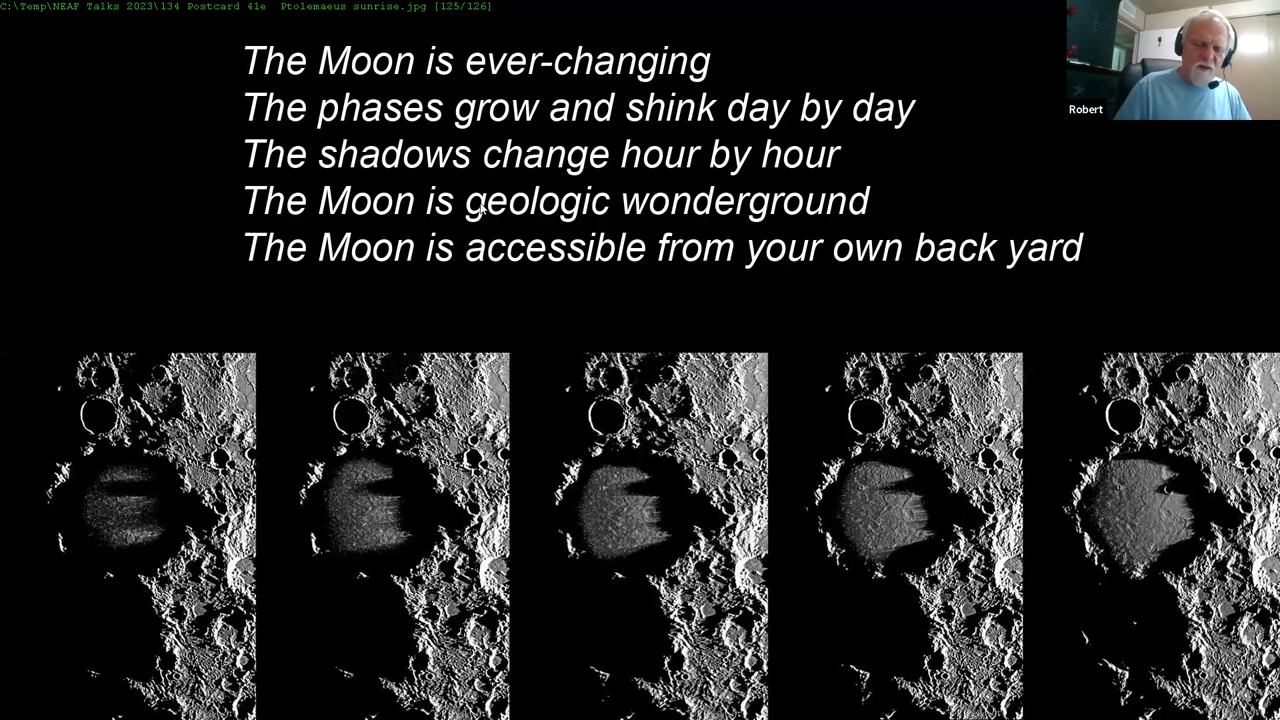 C:\Temp\NEAF Talks 2023\134 Postcard 41e  Ptolemaeus sunrise.jpg [125/126]
The Moon is ever-changing
The phases grow and shink day by day
The shadows change hour by hour
The Moon is geologic wonderground
The Moon is accessible from your own back yard
Robert